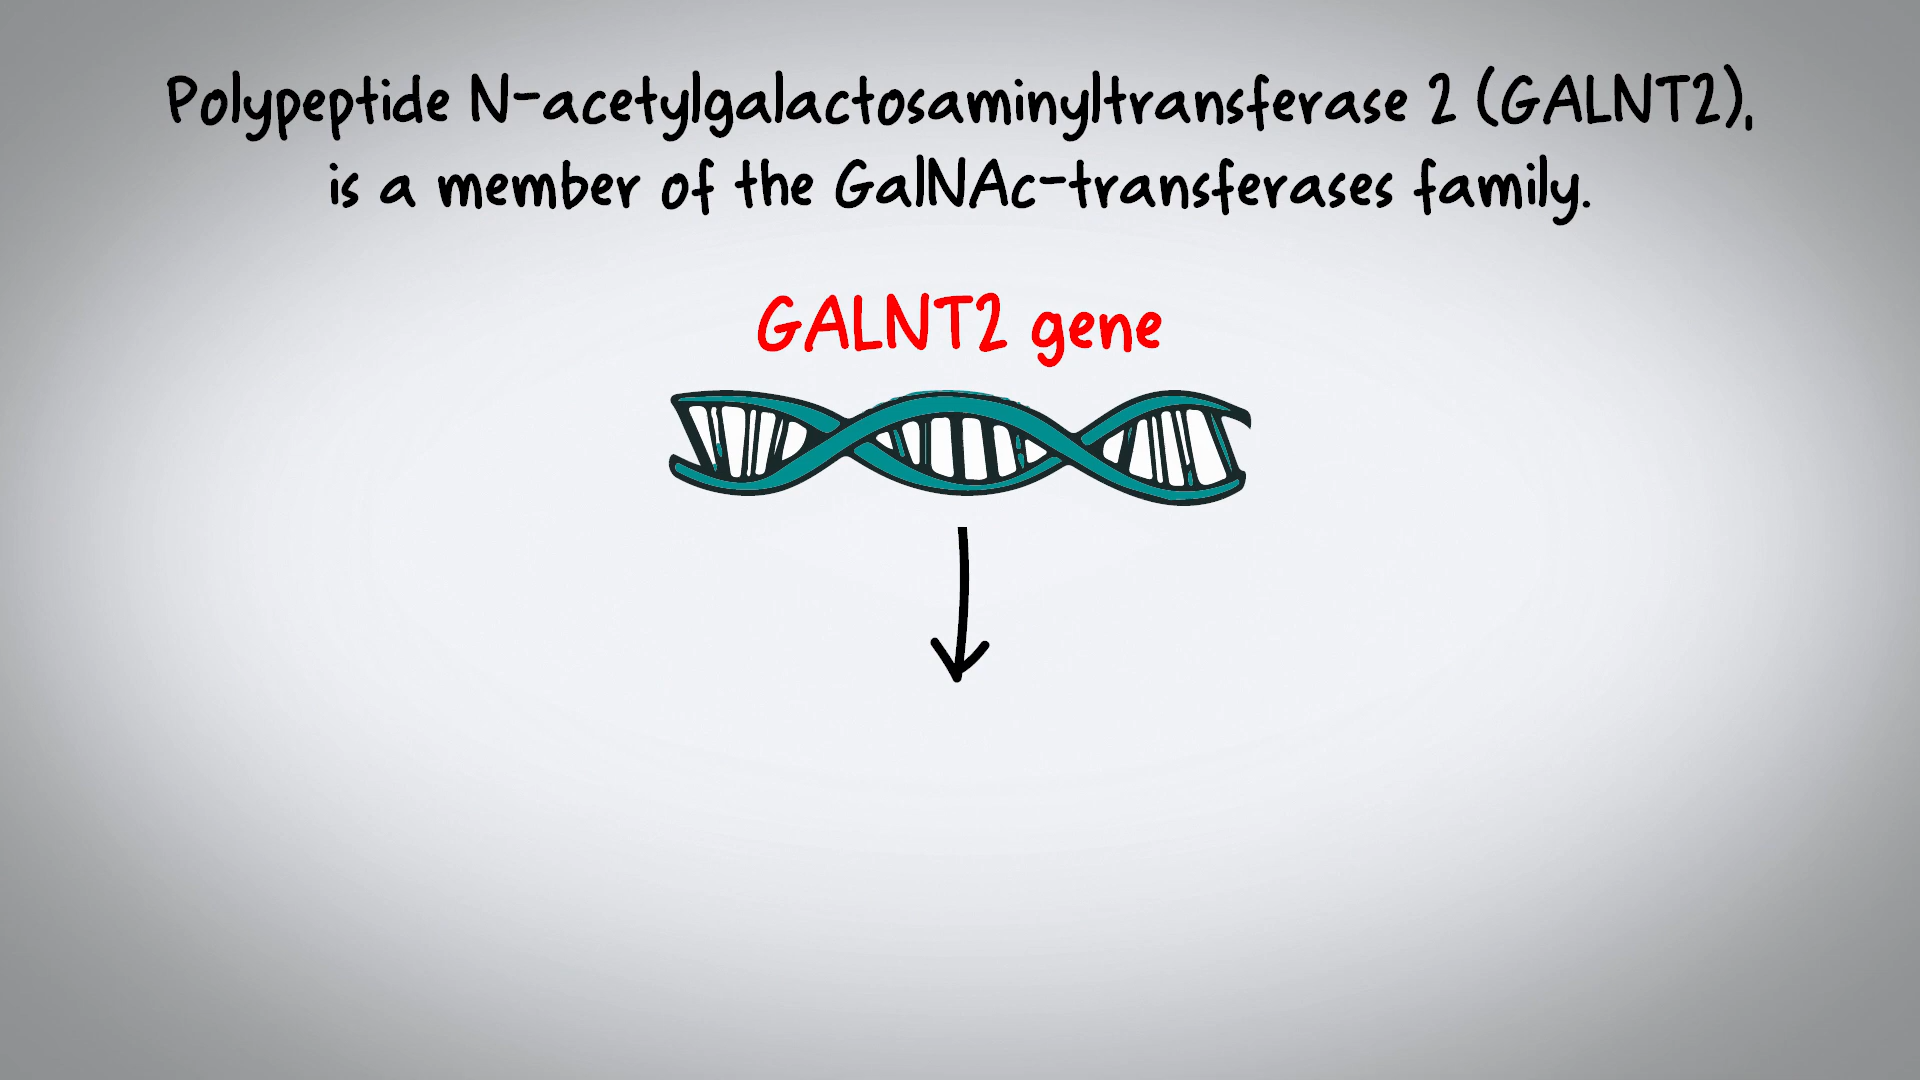 Polypeptide N-acetylgalactosaminyltransferase 2 (GALNT2),
is a member of the GalNAc-transferases family.
GALNT2 gene